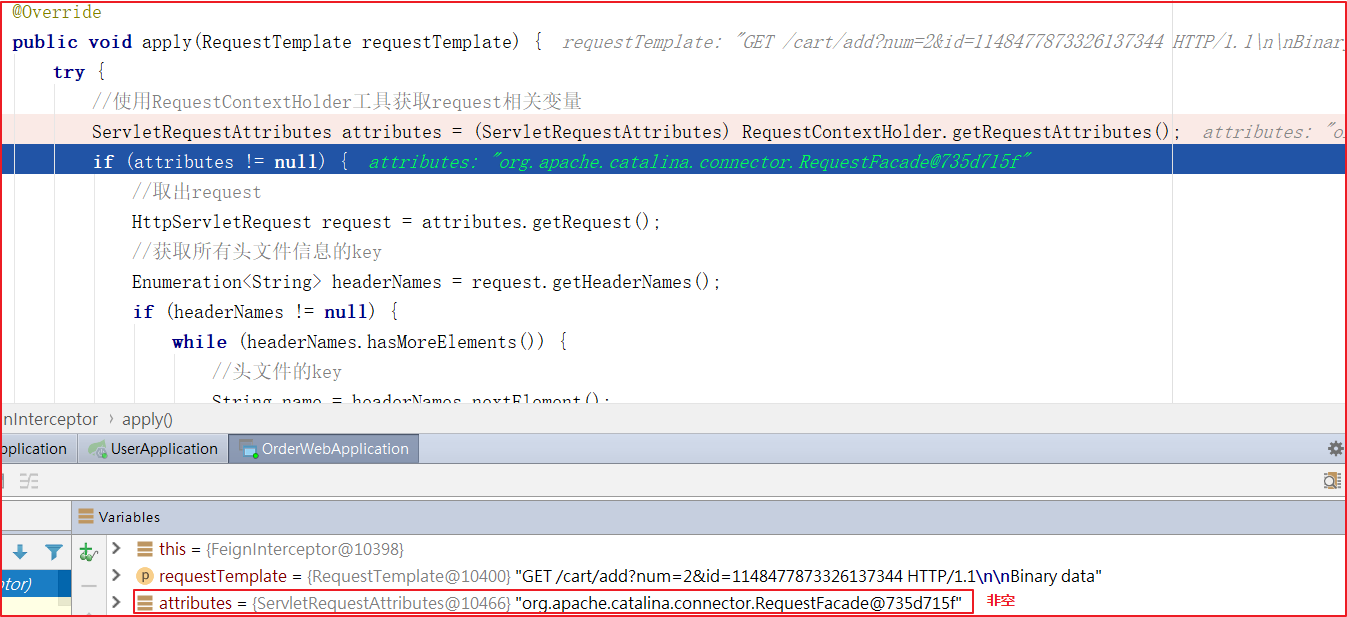 @Override
public void apply(RequestTemplate requestTemplate) { requestTemplate: "GET /cart/add?num=2&id=1148477873326137344 HTTP/1.1\n\nBinar
try {
//使用RequestContextHolder工具获取request相关变量
ServletRequestAttributes attributes = (ServletRequestAttributes) RequestContextHolder.getRequestAttributes(); attributes: "o
if (attributes != null) { attributes: "org.apache.catalina.connector.RequestFacade@735d715f"
//取出request
HttpServletRequest request = attributes.getRequest();
//获取所有头文件信息的key
Enumeration<String> headerNames = request.getHeaderNames();
if (headerNames != null) {
while (headerNames.hasMoreElements()) {
//头文件的key
String name = headerNames.nextElement();
nInterceptor › apply()
pplication UserApplication OrderWebApplication
Variables
this = {FeignInterceptor@10398}
p requestTemplate = {RequestTemplate@10400} "GET /cart/add?num=2&id=1148477873326137344 HTTP/1.1\n\nBinary data"
ptor)
attributes = {ServletRequestAttributes@10466} "org.apache.catalina.connector.RequestFacade@735d715f" 非空